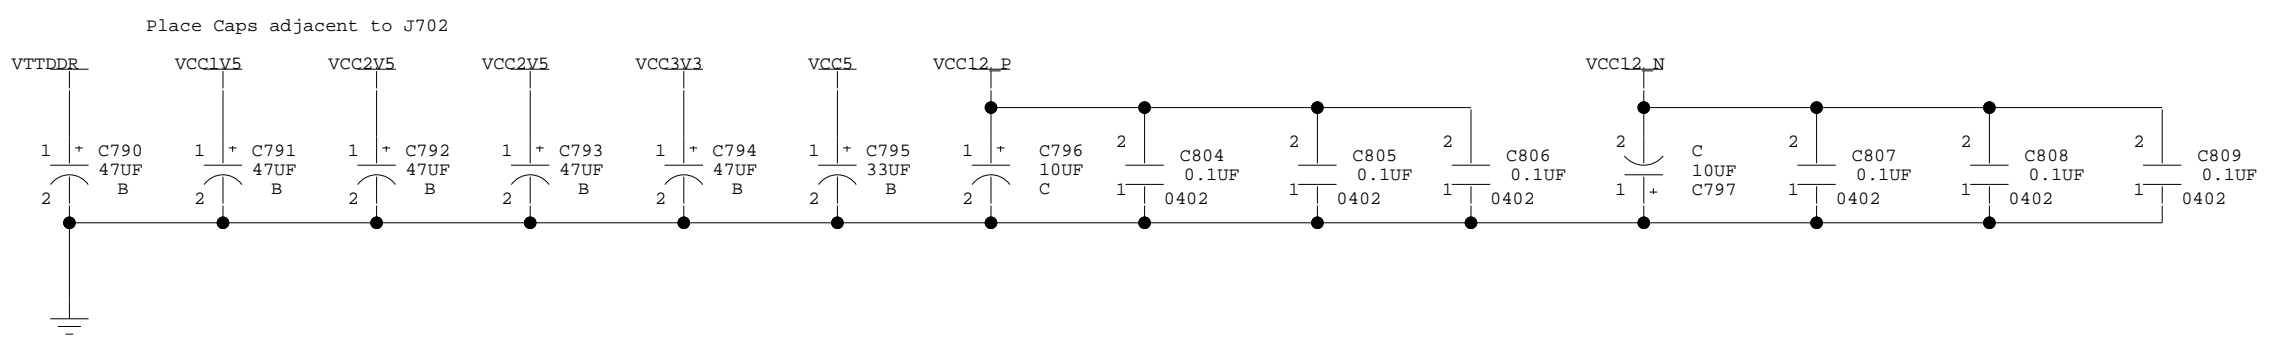 Place Caps adjacent to J702
VTTDDR VCC1V5 VCC2V5 VCC2V5 VCC3V3 VCC5 VCC12_P VCC12_N
1 + C790
47UF
B
2
1 + C791
47UF
B
2
1 + C792
47UF
B
2
1 + C793
47UF
B
2
1 + C794
47UF
B
2
1 + C795
33UF
B
2
1 + C796
10UF
C
2
2
C804
0.1UF
1 0402
2
C805
0.1UF
1 0402
2
C806
0.1UF
1 0402
2
C
10UF
1 + C797
2
C807
0.1UF
1 0402
2
C808
0.1UF
1 0402
2
C809
0.1UF
1 0402